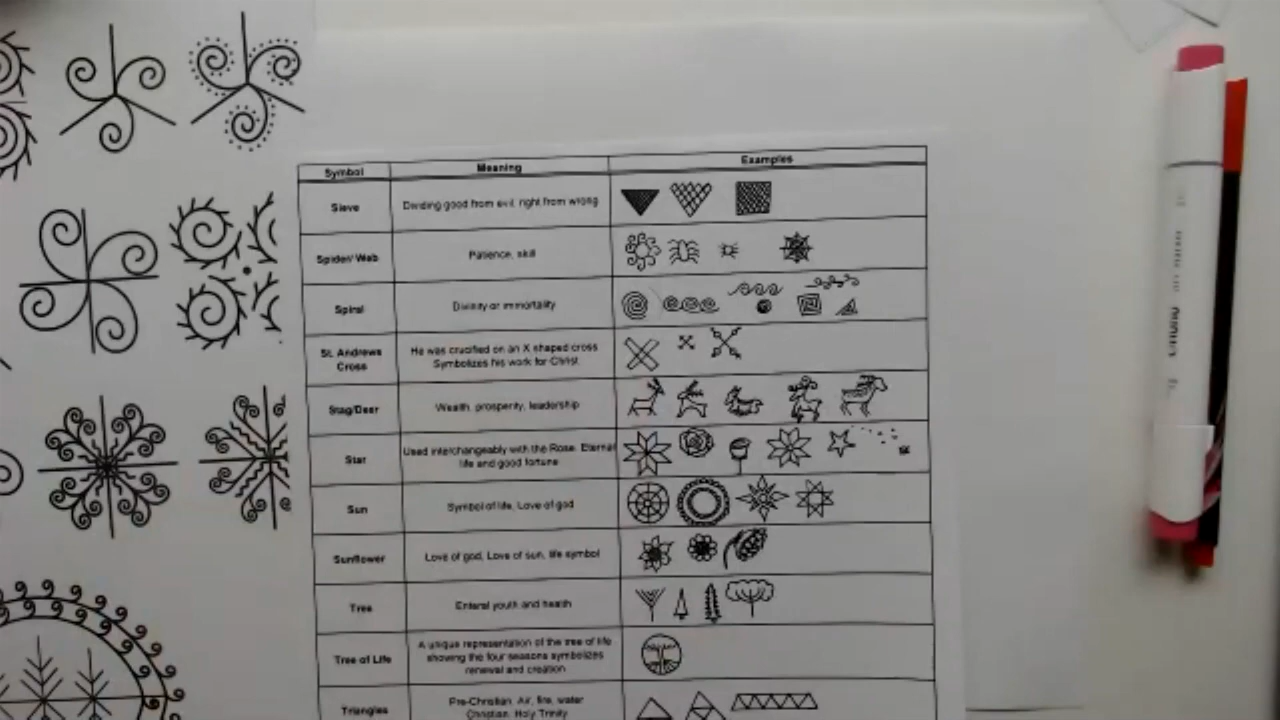 Symbol Meaning Examples
Sieve Dividing good from evil, right from wrong
Spider/ Web Patience, skill
Spiral Divinity or immortality
St. Andrews
Cross
He was crucified on an X shaped cross
Symbolizes his work for Christ
Stag/Deer Wealth, prosperity, leadership
Star
Used interchangeably with the Rose. Eternal
life and good fortune
Sun Symbol of life, Love of god
Sunflower Love of god, Love of sun, life symbol
Tree Enteral youth and health
Tree of Life
A unique representation of the tree of life
showing the four seasons symbolizes
renewal and creation
Triangles
Pre-Christian: Air, fire, water
Christian: Holy Trinity